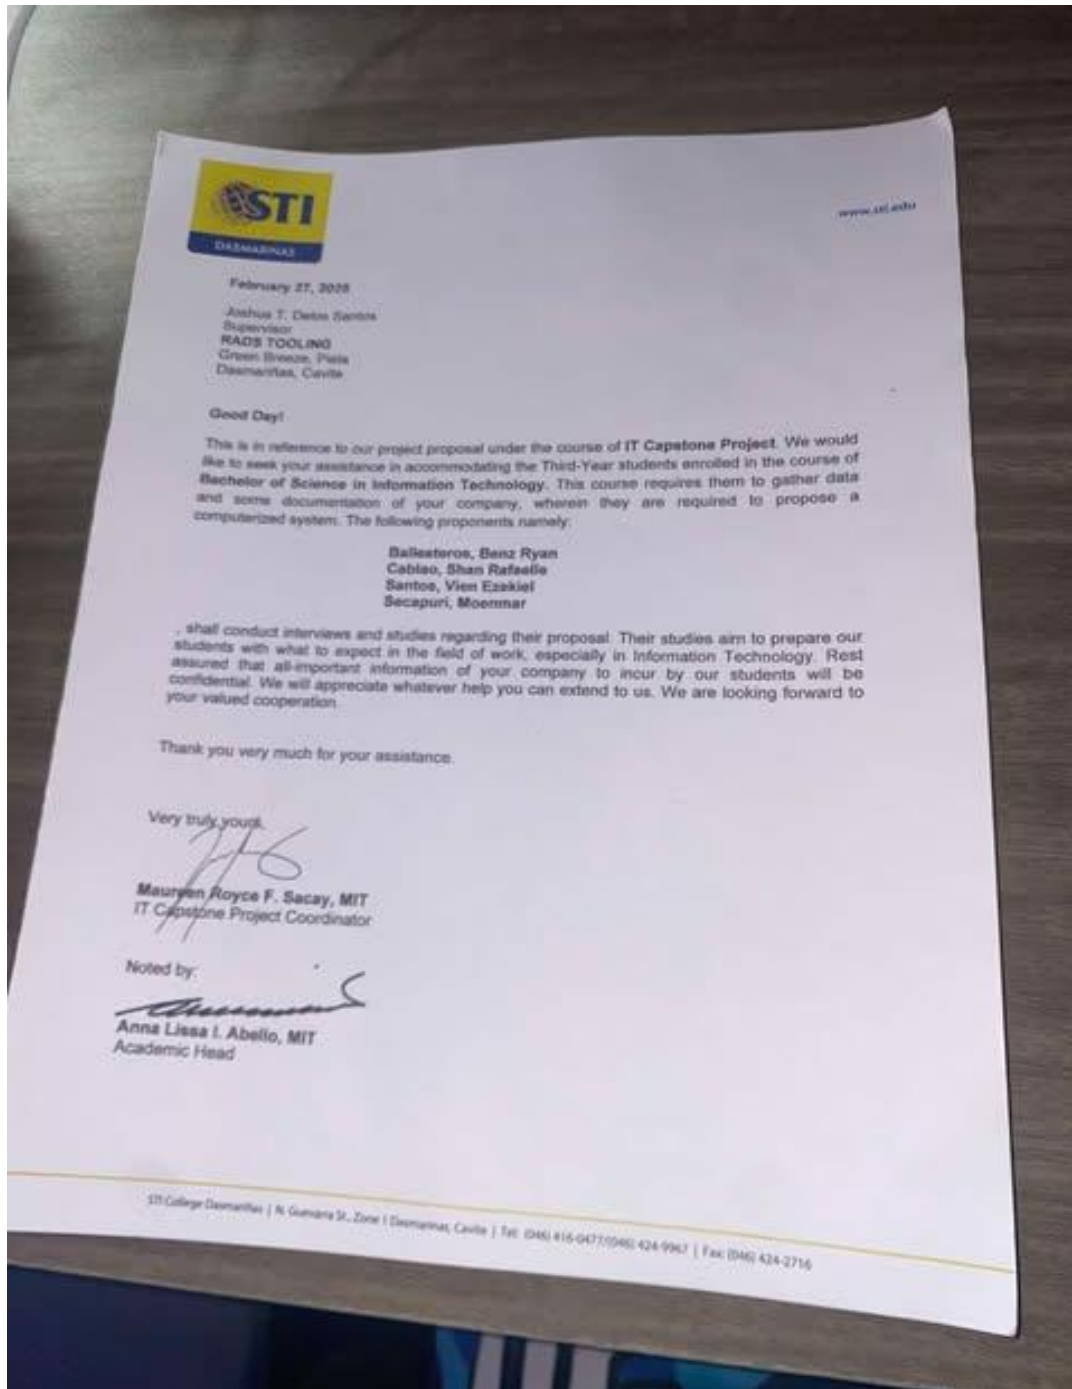 STI
DASMARIÑAS
www.sti.edu
February 27, 2025
Joshua T. Delos Santos
Supervisor
RADS TOOLING
Green Breeze, Piela
Dasmariñas, Cavite
Good Day!
This is in reference to our project proposal under the course of IT Capstone Project. We would
like to seek your assistance in accommodating the Third-Year students enrolled in the course of
Bachelor of Science in Information Technology. This course requires them to gather data
and some documentation of your company, wherein they are required to propose a
computerized system. The following proponents namely:
Ballesteros, Benz Ryan
Cablao, Shan Rafaelle
Santos, Vien Ezekiel
Secapuri, Moenmar
, shall conduct interviews and studies regarding their proposal. Their studies aim to prepare our
students with what to expect in the field of work, especially in Information Technology. Rest
assured that all-important information of your company to incur by our students will be
confidential. We will appreciate whatever help you can extend to us. We are looking forward to
your valued cooperation.
Thank you very much for your assistance.
Very truly yours,
Maureen Royce F. Sacay, MIT
IT Capstone Project Coordinator
Noted by:
Anna Lissa I. Abello, MIT
Academic Head
STI College Dasmariñas | N. Guevarra St., Zone 1 Dasmarinas, Cavite | Tel: (046) 416-0477/(046) 424-9967 | Fax: (046) 424-2716